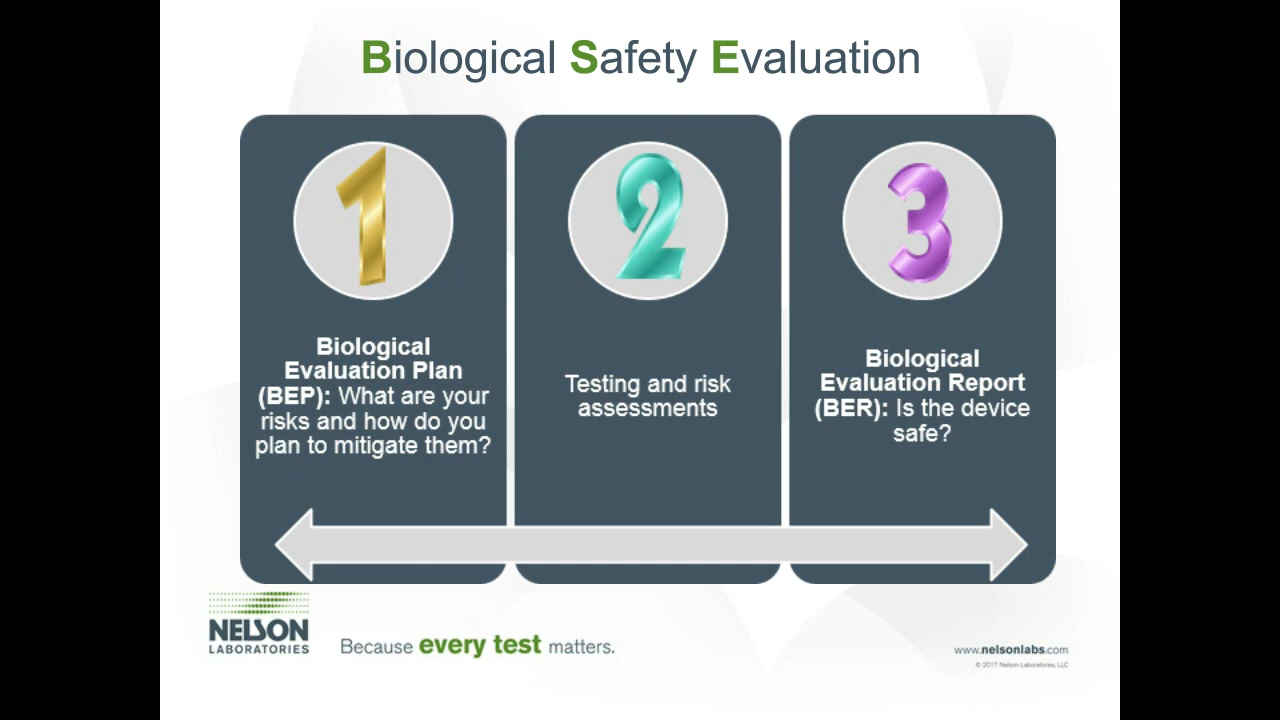 Biological Safety Evaluation
1
2
3
Biological
Evaluation Plan
(BEP): What are your
risks and how do you
plan to mitigate them?
Testing and risk
assessments
Biological
Evaluation Report
(BER): Is the device
safe?
NELSON
LABORATORIES
Because every test matters.
www.nelsonlabs.com
© 2017 Nelson Laboratories, LLC